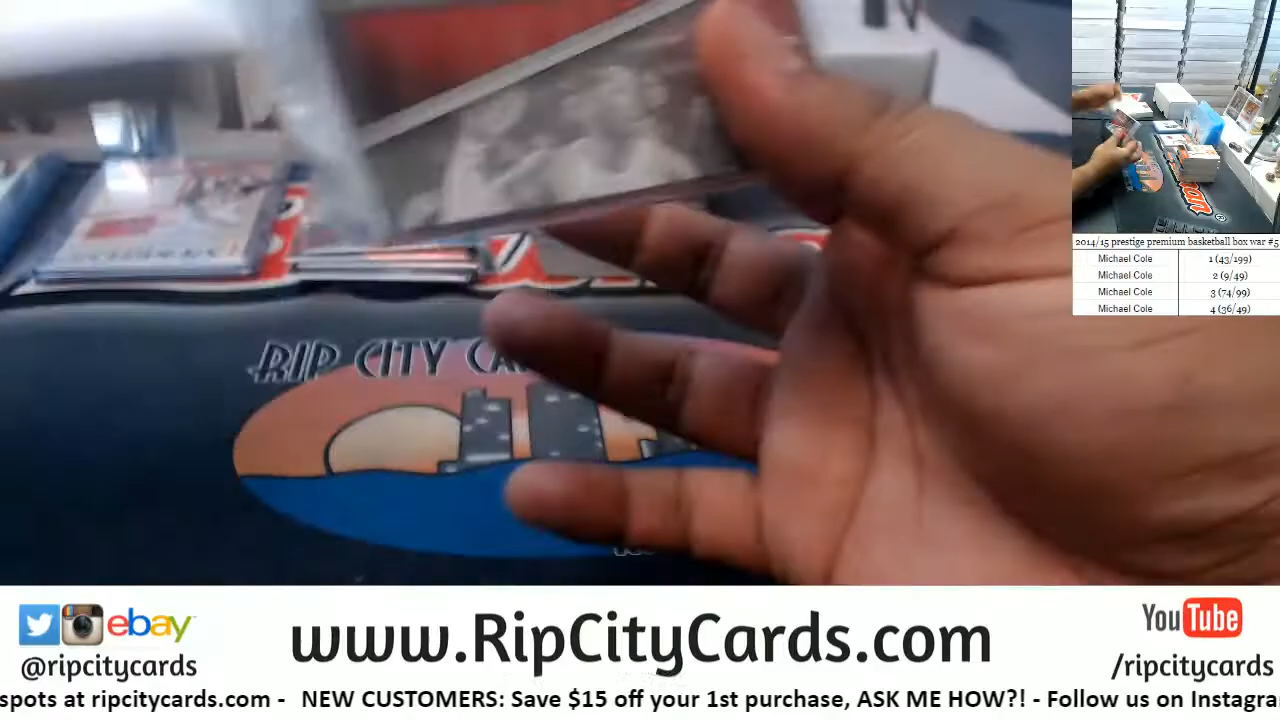 2014/15 prestige premium basketball box war #5
Michael Cole 1 (43/199)
Michael Cole 2 (9/49)
Michael Cole 3 (74/99)
Michael Cole 4 (36/49)
RIP CITY
ebay
www.RipCityCards.com
YouTube
@ripcitycards
/ripcitycards
spots at ripcitycards.com - NEW CUSTOMERS: Save $15 off your 1st purchase, ASK ME HOW?! - Follow us on Instagra